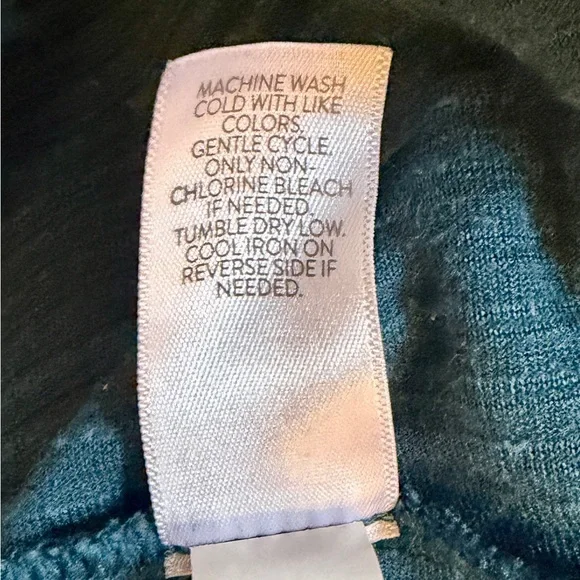 MACHINE WASH
COLD WITH LIKE
COLORS.
GENTLE CYCLE.
ONLY NON-
CHLORINE BLEACH
IF NEEDED.
TUMBLE DRY LOW.
COOL IRON ON
REVERSE SIDE IF
NEEDED.